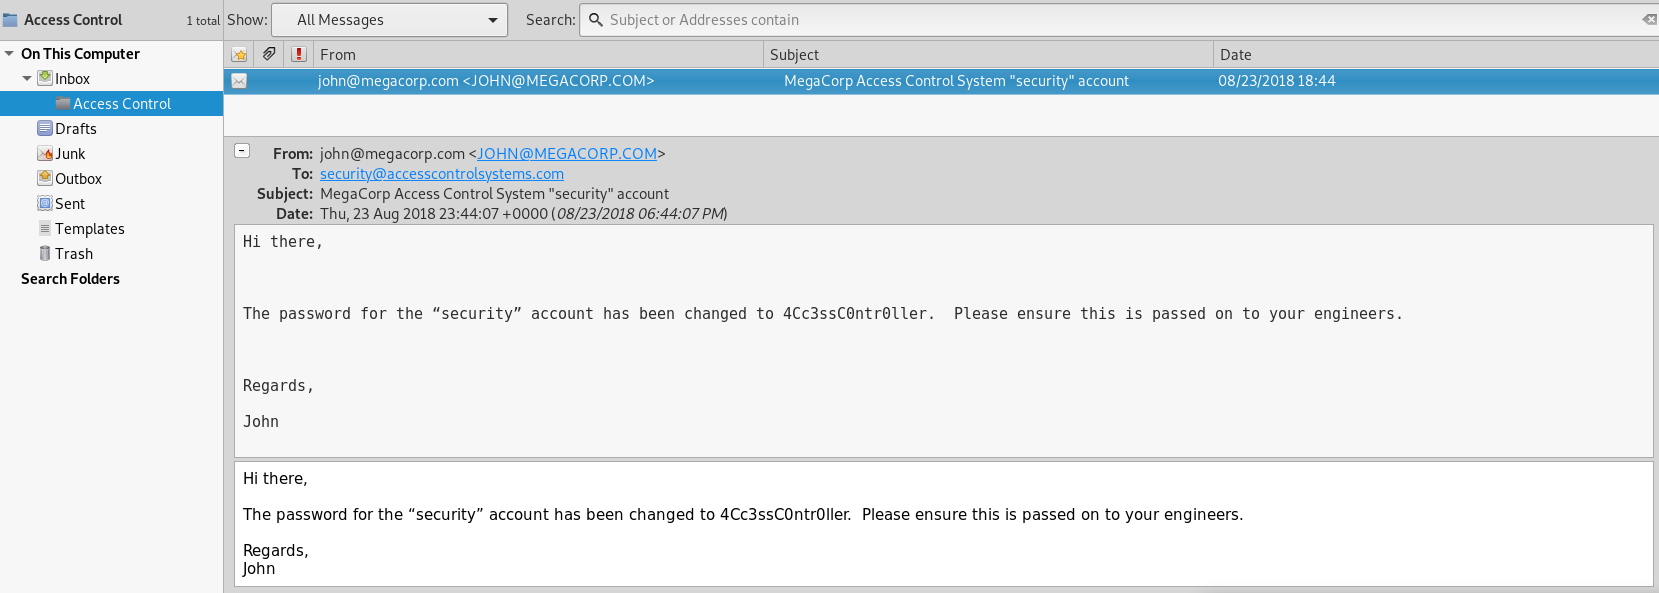 Access Control 1 total Show: All Messages Search: Subject or Addresses contain
On This Computer
Inbox
Access Control
Drafts
Junk
Outbox
Sent
Templates
Trash
Search Folders
From Subject Date
john@megacorp.com <JOHN@MEGACORP.COM> MegaCorp Access Control System "security" account 08/23/2018 18:44
From: john@megacorp.com <JOHN@MEGACORP.COM>
To: security@accesscontrolsystems.com
Subject: MegaCorp Access Control System "security" account
Date: Thu, 23 Aug 2018 23:44:07 +0000 (08/23/2018 06:44:07 PM)
Hi there,
The password for the “security” account has been changed to 4Cc3ssC0ntr0ller.  Please ensure this is passed on to your engineers.
Regards,
John
Hi there,
The password for the “security” account has been changed to 4Cc3ssC0ntr0ller.  Please ensure this is passed on to your engineers.
Regards,
John